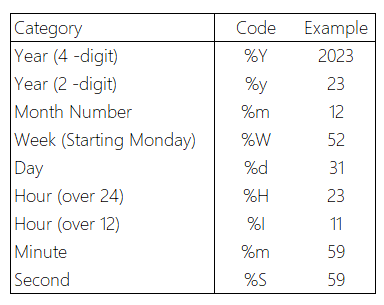 Category Code Example
Year (4 -digit) %Y 2023
Year (2 -digit) %y 23
Month Number %m 12
Week (Starting Monday) %W 52
Day %d 31
Hour (over 24) %H 23
Hour (over 12) %I 11
Minute %m 59
Second %S 59